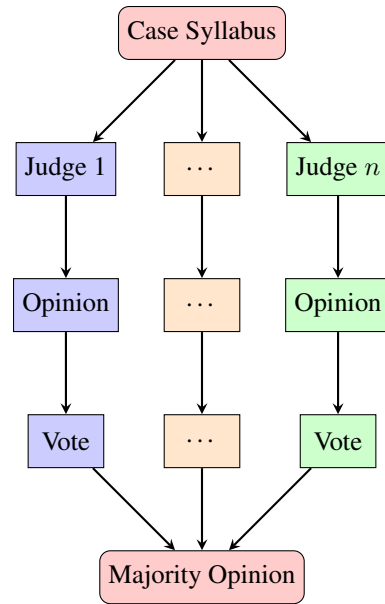 Case Syllabus
Judge 1
⋯
Judge n
Opinion
⋯
Opinion
Vote
⋯
Vote
Majority Opinion